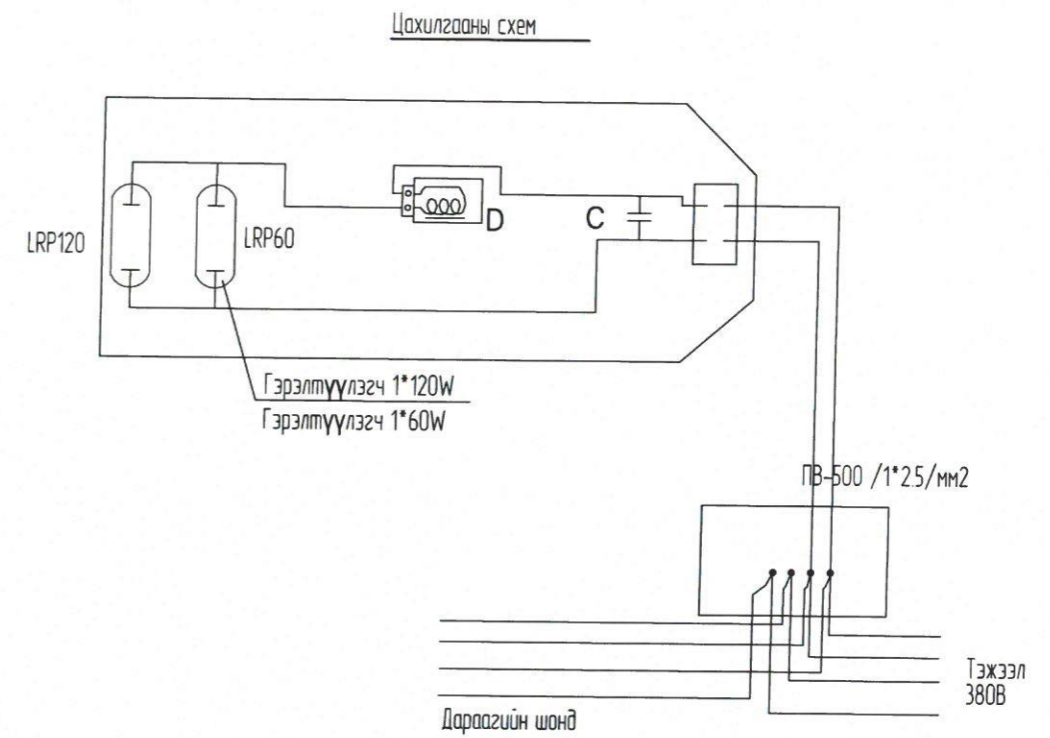 Цахилгааны схем
D
C
LRP120
LRP60
Гэрэлтүүлэгч 1*120W
Гэрэлтүүлэгч 1*60W
ПВ-500 /1*2.5/мм2
Тэжээл
380В
Дараагийн шонд